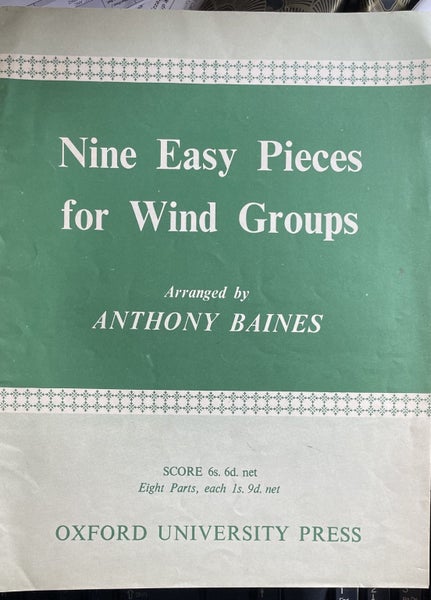 Nine Easy Pieces
for Wind Groups
Arranged by
ANTHONY BAINES
SCORE 6s. 6d. net
Eight Parts, each 1s. 9d. net
OXFORD UNIVERSITY PRESS